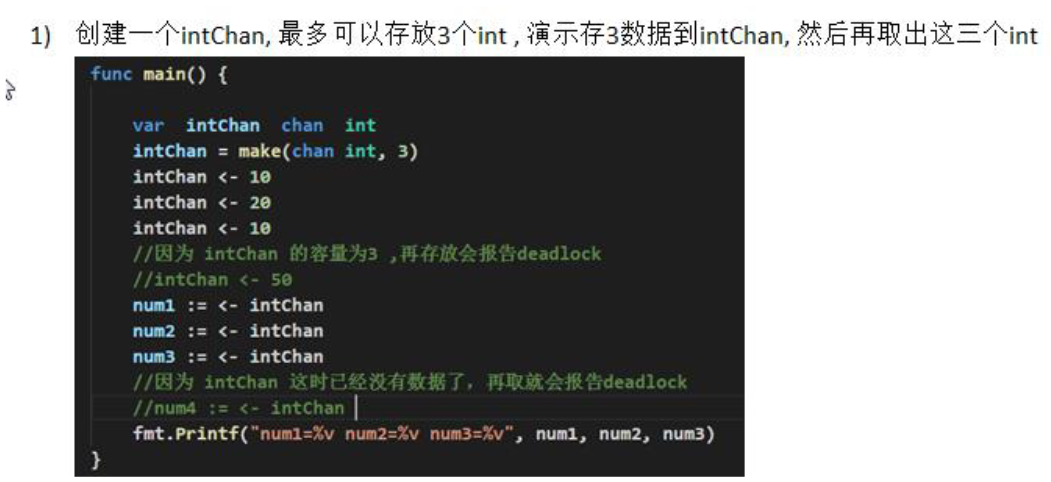 1) 创建一个intChan, 最多可以存放3个int , 演示存3数据到intChan, 然后再取出这三个int
func main() {
var intChan chan int
intChan = make(chan int, 3)
intChan <- 10
intChan <- 20
intChan <- 10
//因为 intChan 的容量为3 ,再存放会报告deadlock
//intChan <- 50
num1 := <- intChan
num2 := <- intChan
num3 := <- intChan
//因为 intChan 这时已经没有数据了，再取就会报告deadlock
//num4 := <- intChan
fmt.Printf("num1=%v num2=%v num3=%v", num1, num2, num3)
}